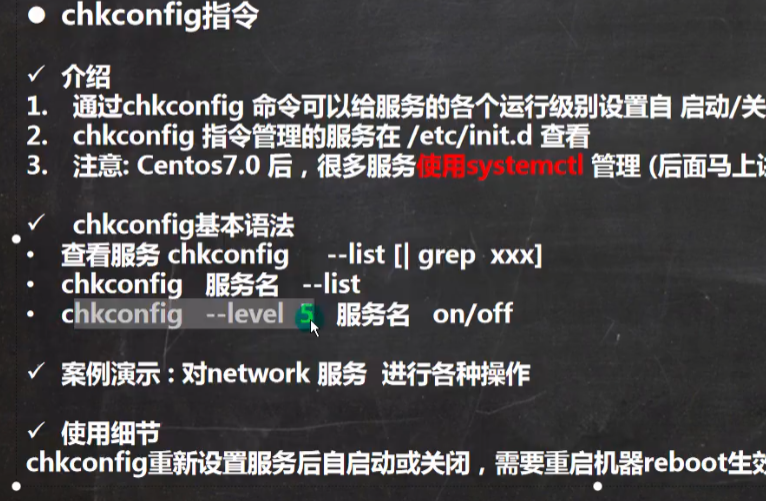 ● chkconfig指令
✓ 介绍
1. 通过chkconfig 命令可以给服务的各个运行级别设置自 启动/关
2. chkconfig 指令管理的服务在 /etc/init.d 查看
3. 注意: Centos7.0 后，很多服务使用systemctl 管理 (后面马上讲
✓ chkconfig基本语法
• 查看服务 chkconfig --list [| grep xxx]
• chkconfig 服务名 --list
• chkconfig --level 5 服务名 on/off
✓ 案例演示 : 对network 服务 进行各种操作
✓ 使用细节
chkconfig重新设置服务后自启动或关闭，需要重启机器reboot生效